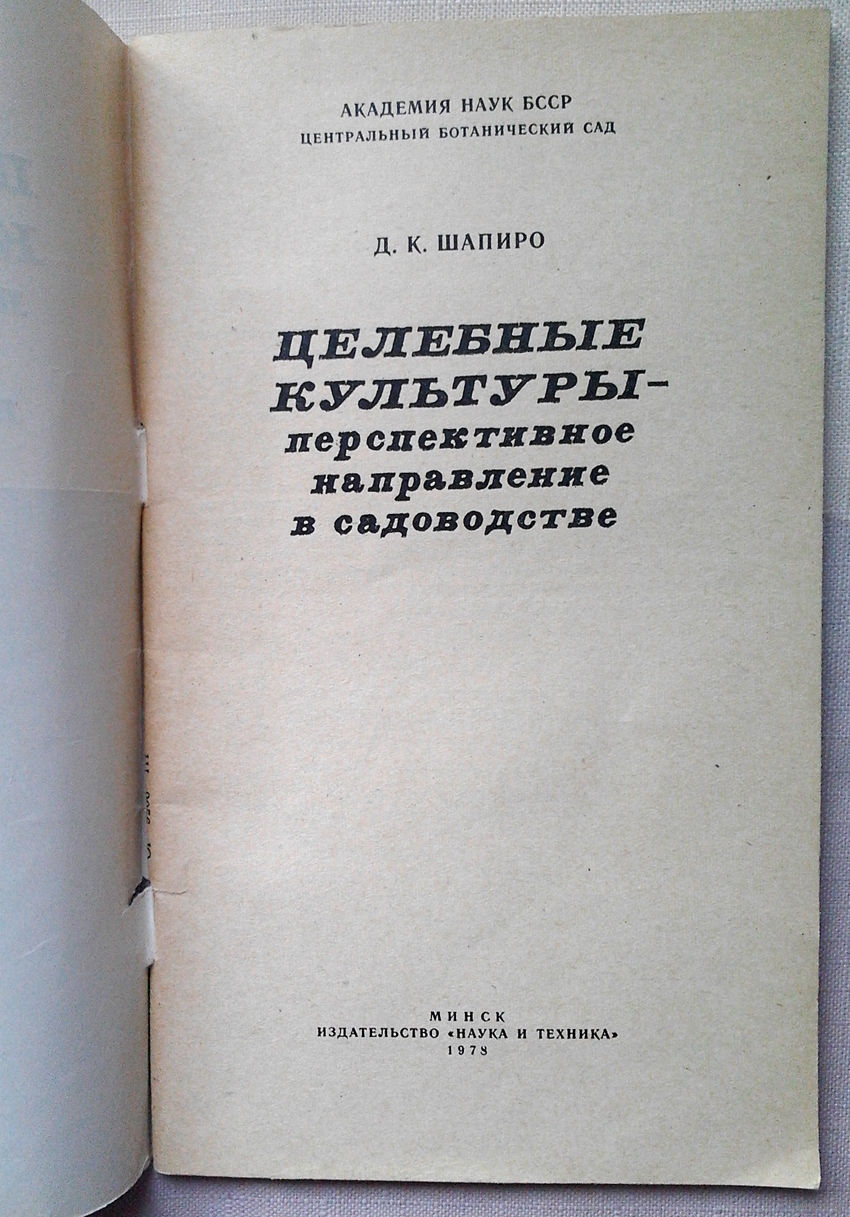 АКАДЕМИЯ НАУК БССР
ЦЕНТРАЛЬНЫЙ БОТАНИЧЕСКИЙ САД
Д. К. ШАПИРО
ЦЕЛЕБНЫЕ
КУЛЬТУРЫ–
перспективное
направление
в садоводстве
МИНСК
ИЗДАТЕЛЬСТВО «НАУКА И ТЕХНИКА»
1978